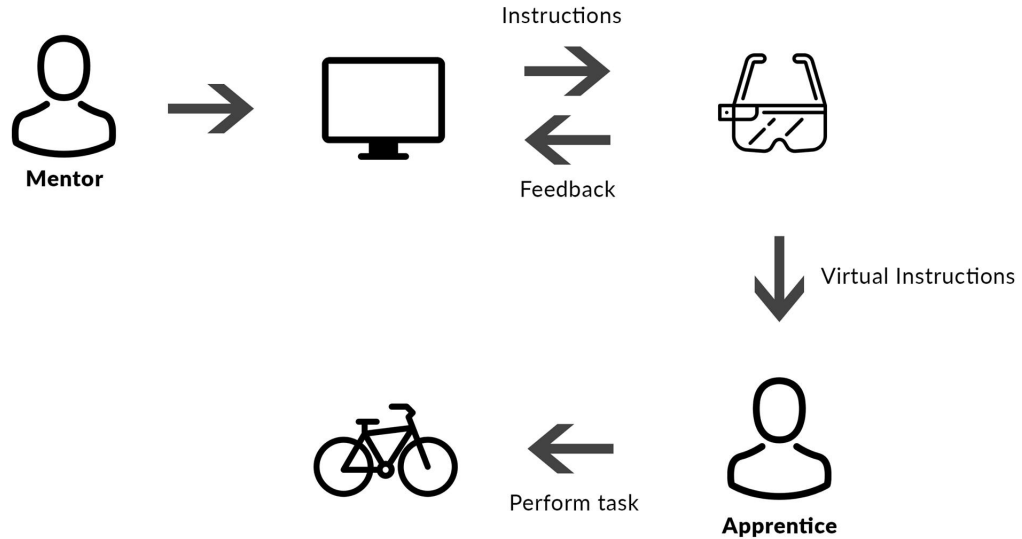 Instructions
Mentor
Feedback
Virtual Instructions
Perform task
Apprentice